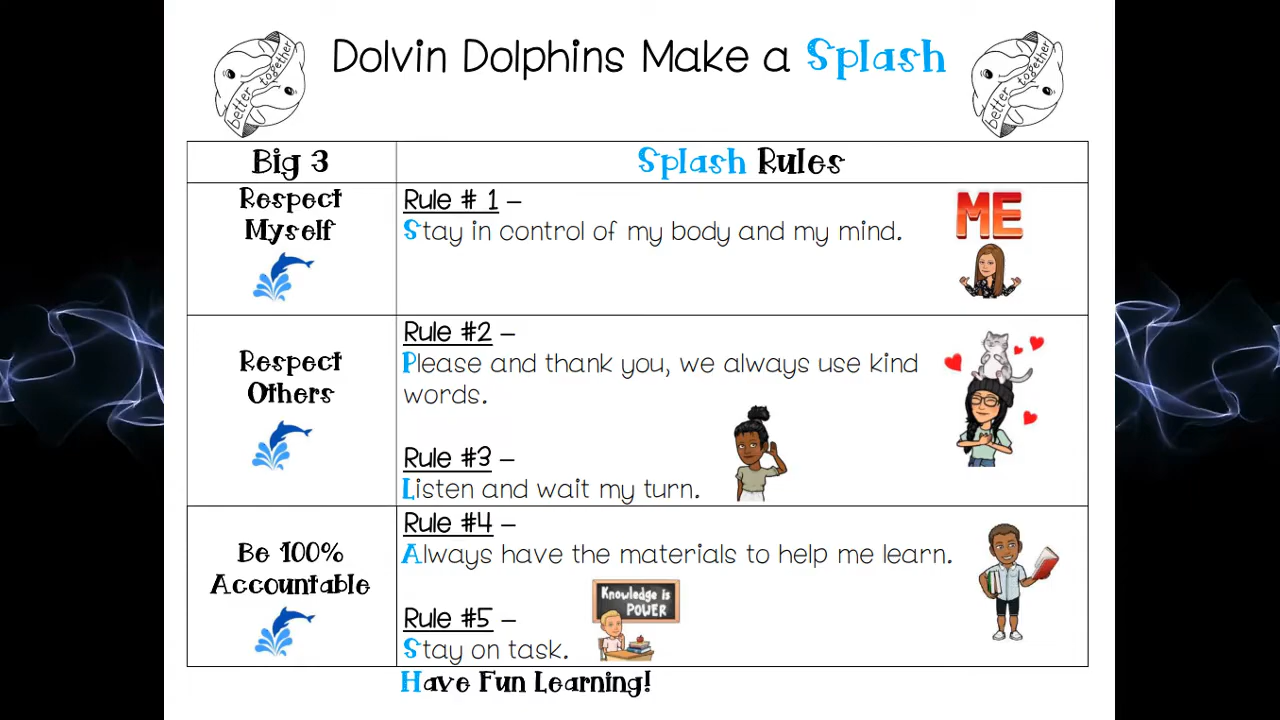 better together
Dolvin Dolphins Make a Splash
better together
Big 3
Splash Rules
Respect
Myself
Rule # 1 –
Stay in control of my body and my mind.
ME
Respect
Others
Rule #2 –
Please and thank you, we always use kind
words.
Rule #3 –
Listen and wait my turn.
Be 100%
Accountable
Rule #4 –
Always have the materials to help me learn.
Knowledge is
POWER
Rule #5 –
Stay on task.
Have Fun Learning!